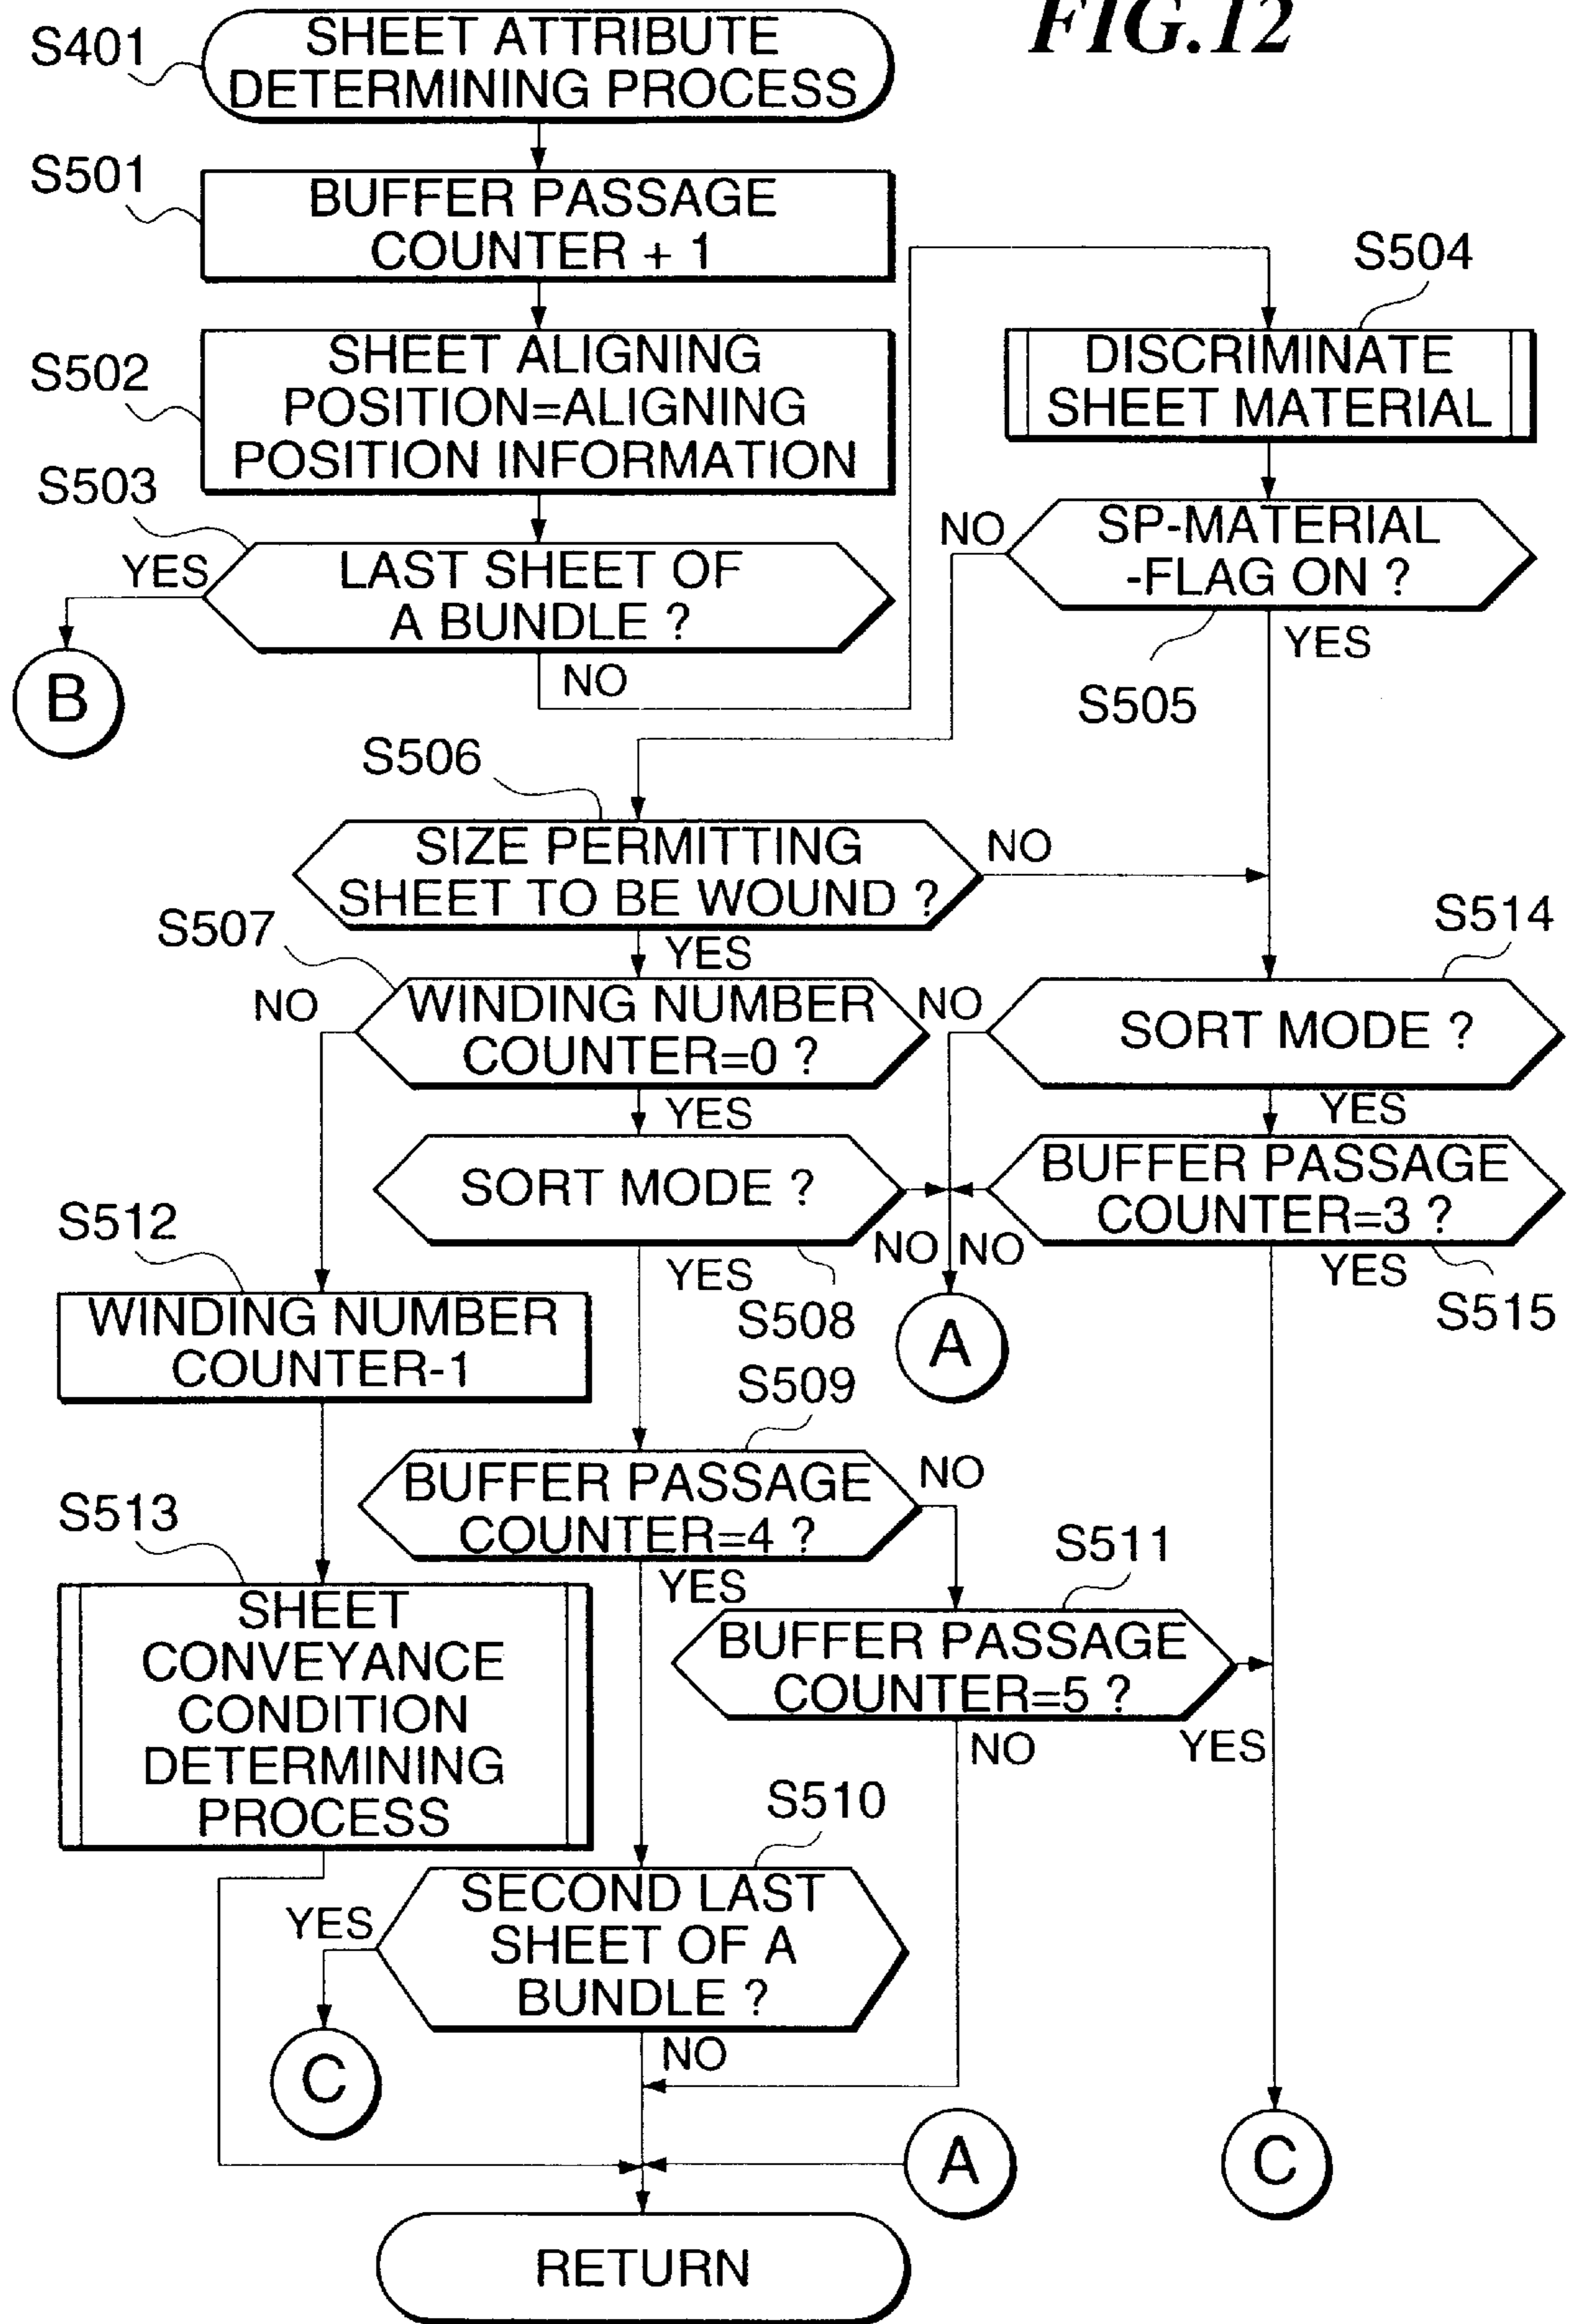 FIG.12
S401
SHEET ATTRIBUTE
DETERMINING PROCESS
S501
BUFFER PASSAGE
COUNTER + 1
S502
SHEET ALIGNING
POSITION=ALIGNING
POSITION INFORMATION
S503
YES
LAST SHEET OF
A BUNDLE ?
NO
B
S504
DISCRIMINATE
SHEET MATERIAL
NO
SP-MATERIAL
-FLAG ON ?
YES
S505
S506
SIZE PERMITTING
SHEET TO BE WOUND ?
NO
YES
S507
NO
WINDING NUMBER
COUNTER=0 ?
YES
S514
NO
SORT MODE ?
YES
SORT MODE ?
NO
YES
S508
BUFFER PASSAGE
COUNTER=3 ?
NO
YES
S515
A
S512
WINDING NUMBER
COUNTER-1
S509
BUFFER PASSAGE
COUNTER=4 ?
NO
YES
S513
SHEET
CONVEYANCE
CONDITION
DETERMINING
PROCESS
S511
BUFFER PASSAGE
COUNTER=5 ?
NO
YES
S510
SECOND LAST
SHEET OF A
BUNDLE ?
YES
NO
C
A
C
RETURN